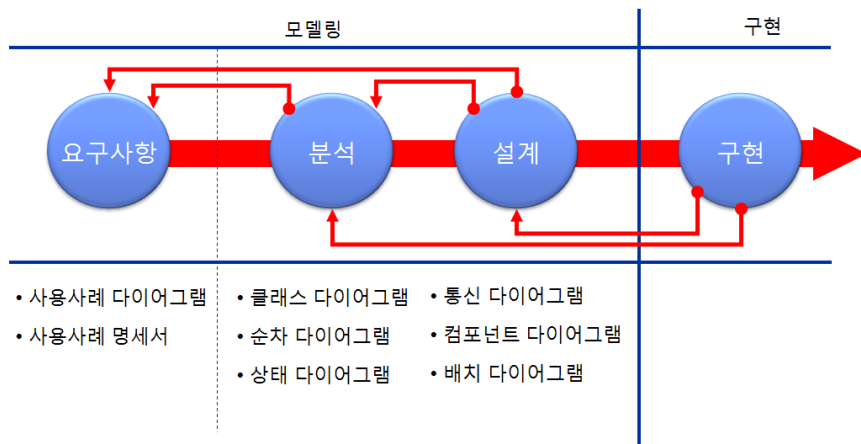 모델링
구현
요구사항
분석
설계
구현
• 사용사례 다이어그램
• 사용사례 명세서
• 클래스 다이어그램
• 순차 다이어그램
• 상태 다이어그램
• 통신 다이어그램
• 컴포넌트 다이어그램
• 배치 다이어그램